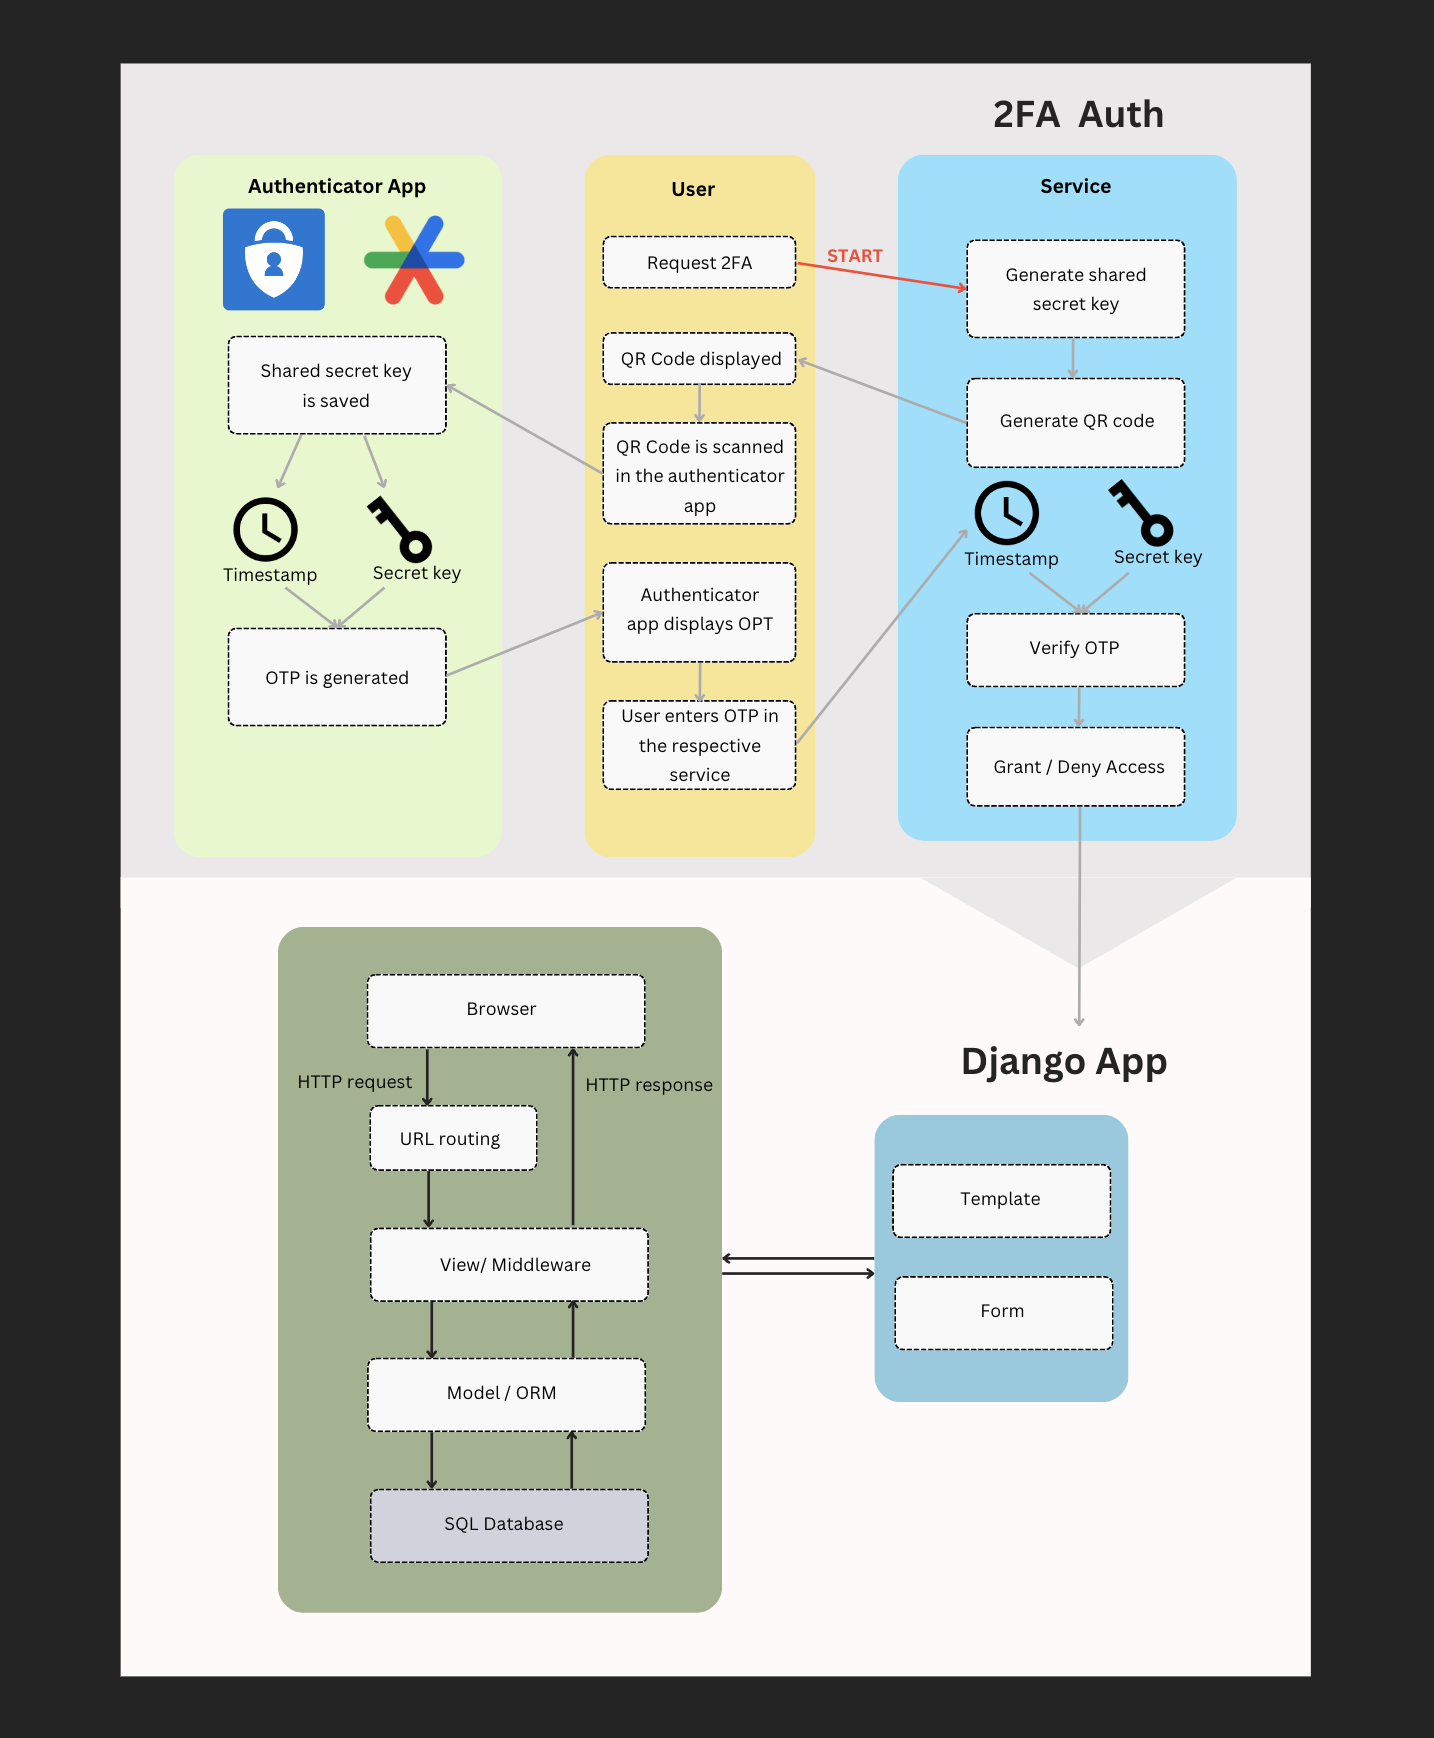 2FA Auth
Authenticator App
Shared secret key
is saved
Timestamp
Secret key
OTP is generated
User
Request 2FA
START
QR Code displayed
QR Code is scanned
in the authenticator
app
Authenticator
app displays OPT
User enters OTP in
the respective
service
Service
Generate shared
secret key
Generate QR code
Timestamp
Secret key
Verify OTP
Grant / Deny Access
Browser
HTTP request
HTTP response
URL routing
View/ Middleware
Model / ORM
SQL Database
Django App
Template
Form